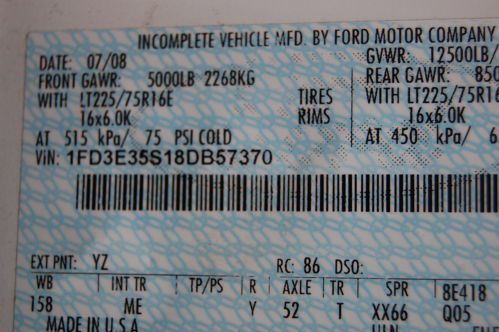 INCOMPLETE VEHICLE MFD. BY FORD MOTOR COMPANY
DATE: 07/08 GVWR: 12500LB/
FRONT GAWR: 5000LB 2268KG REAR GAWR: 850
WITH LT225/75R16E TIRES WITH LT225/75R16
16x6.0K RIMS 16x6.0K
AT 515 kPa/ 75 PSI COLD AT 450 kPa/ 6
VIN: 1FD3E35S18DB57370
EXT PNT: YZ RC: 86 DSO:
WB INT TR TP/PS R AXLE TR SPR 8E418
158 ME Y 52 T XX66 Q05
MADE IN U.S.A